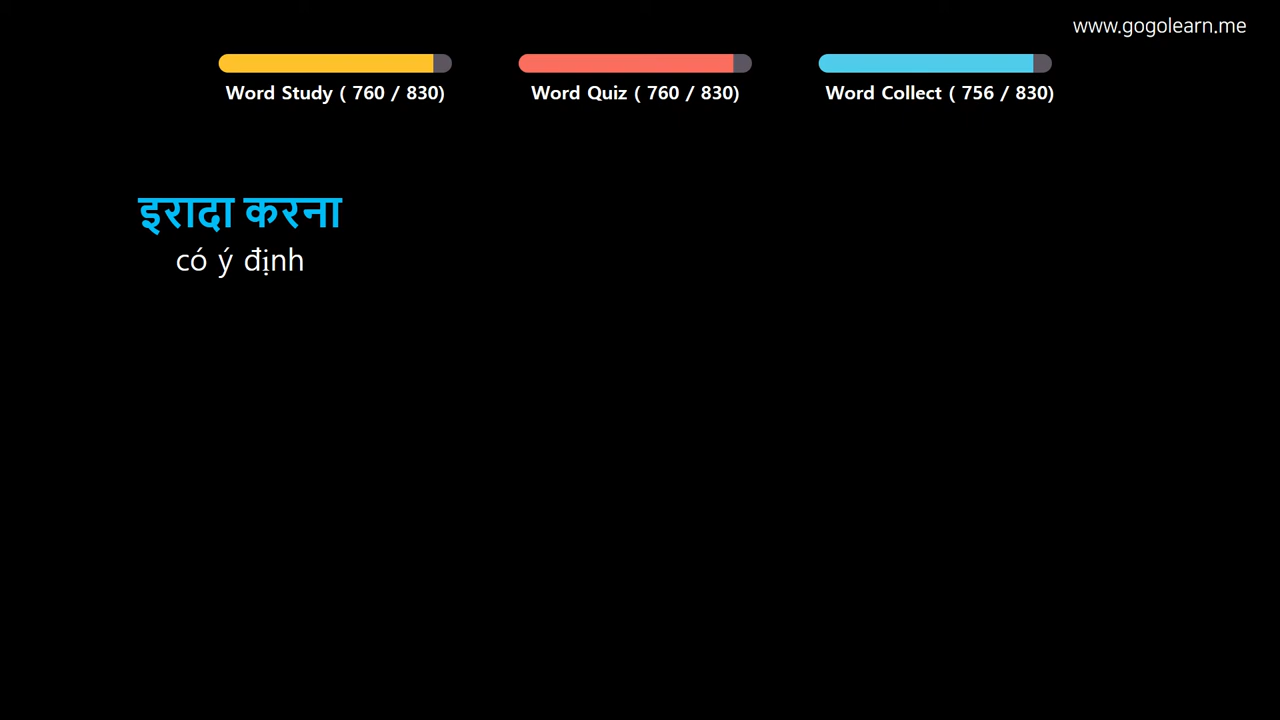 www.gogolearn.me
Word Study ( 760 / 830)
Word Quiz ( 760 / 830)
Word Collect ( 756 / 830)
इरादा करना
có ý định